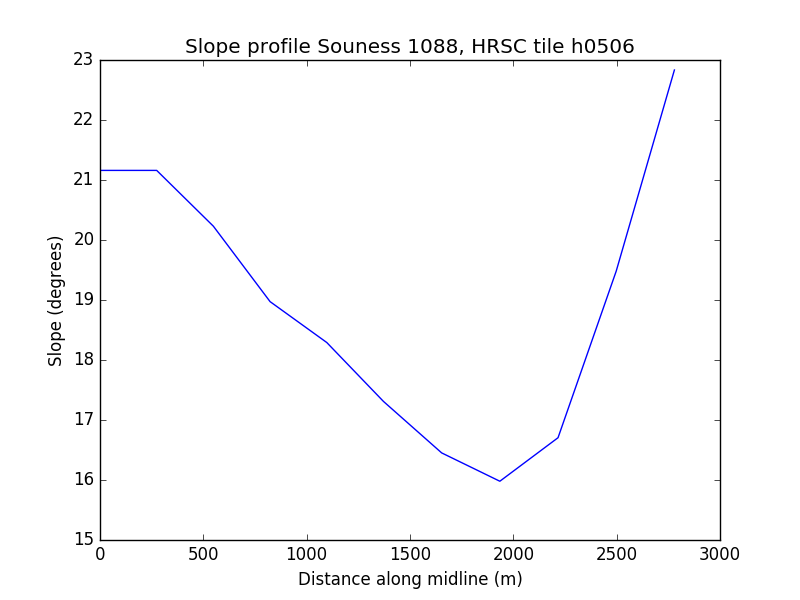 Slope profile Souness 1088, HRSC tile h0506
23
22
21
20
19
18
17
16
15
Slope (degrees)
0 500 1000 1500 2000 2500 3000
Distance along midline (m)